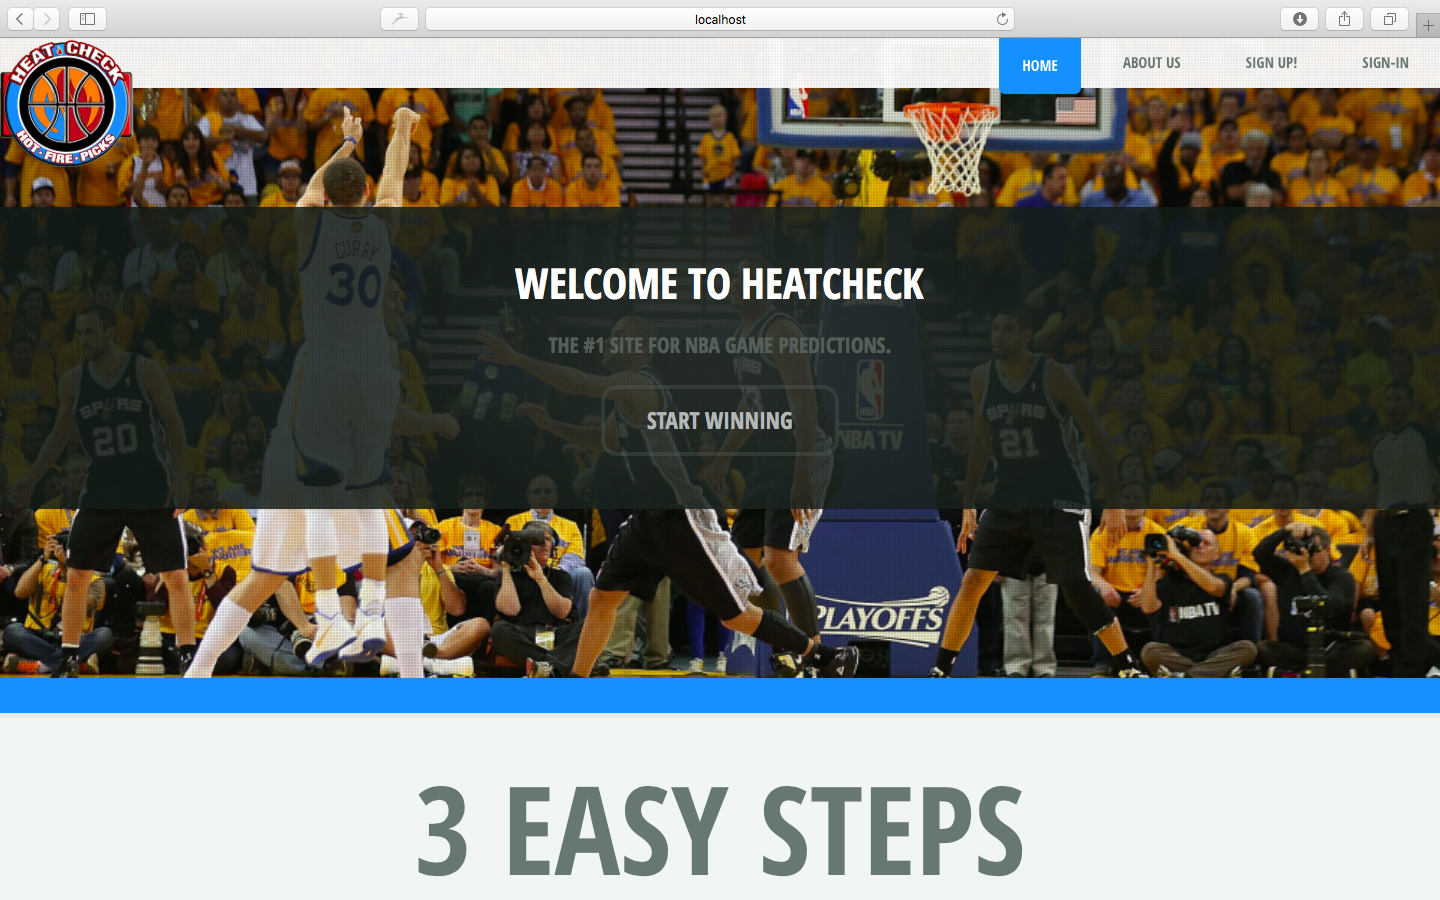 localhost
HEAT CHECK
HOT • FIRE • PICKS
HOME
ABOUT US
SIGN UP!
SIGN-IN
CURRY
30
WELCOME TO HEATCHECK
THE #1 SITE FOR NBA GAME PREDICTIONS.
START WINNING
SPURS
20
SPURS
21
NBA TV
PLAYOFFS
NBA TV
3 EASY STEPS